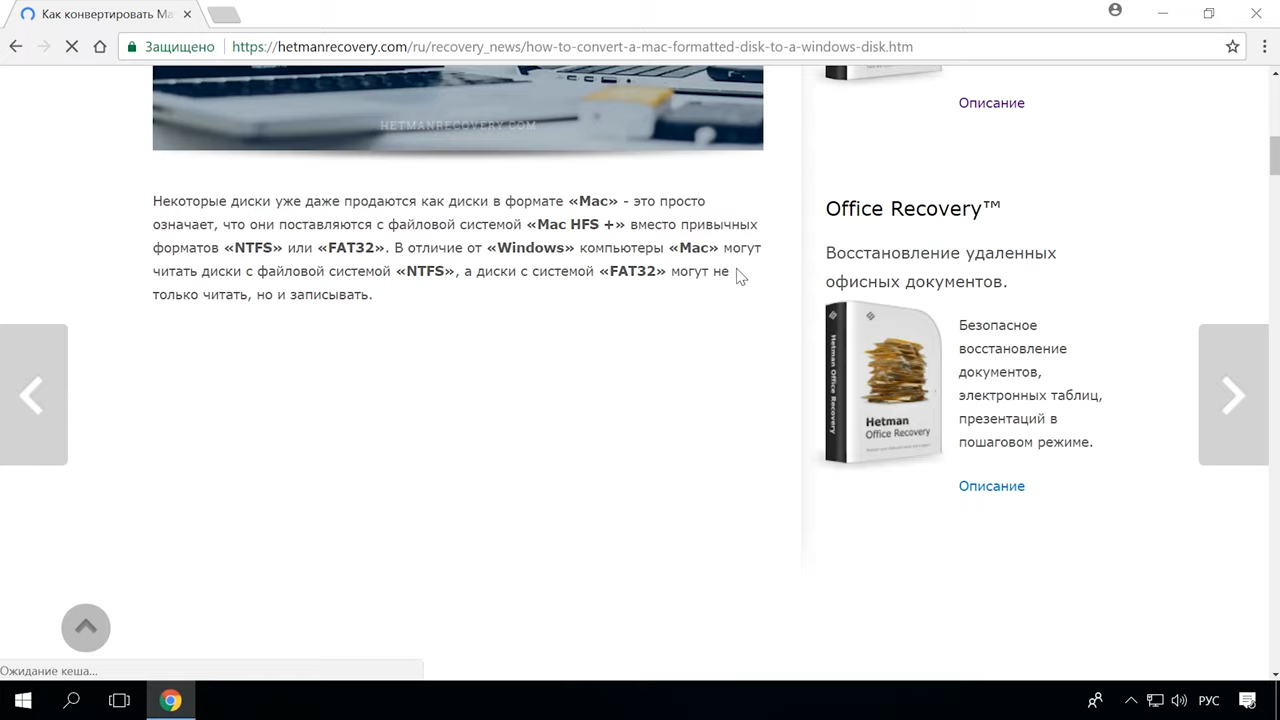 Как конвертировать Ма
Защищено
https://hetmanrecovery.com/ru/recovery_news/how-to-convert-a-mac-formatted-disk-to-a-windows-disk.htm
HETMANRECOVERY.COM
Некоторые диски уже даже продаются как диски в формате «Mac» - это просто
означает, что они поставляются с файловой системой «Mac HFS +» вместо привычных
форматов «NTFS» или «FAT32». В отличие от «Windows» компьютеры «Mac» могут
читать диски с файловой системой «NTFS», а диски с системой «FAT32» могут не
только читать, но и записывать.
Описание
Office Recovery™
Восстановление удаленных
офисных документов.
Hetman Office Recovery
Hetman
Office Recovery
Безопасное
восстановление
документов,
электронных таблиц,
презентаций в
пошаговом режиме.
Описание
Ожидание кеша...
РУС